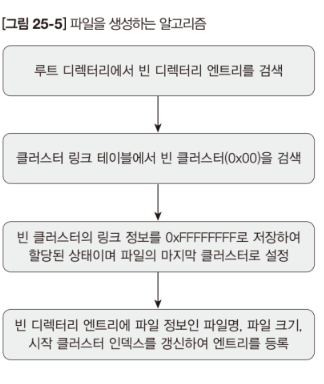 [그림 25-5] 파일을 생성하는 알고리즘
루트 디렉터리에서 빈 디렉터리 엔트리를 검색
클러스터 링크 테이블에서 빈 클러스터(0x00)을 검색
빈 클러스터의 링크 정보를 0xFFFFFFFF로 저장하여
할당된 상태이며 파일의 마지막 클러스터로 설정
빈 디렉터리 엔트리에 파일 정보인 파일명, 파일 크기,
시작 클러스터 인덱스를 갱신하여 엔트리를 등록